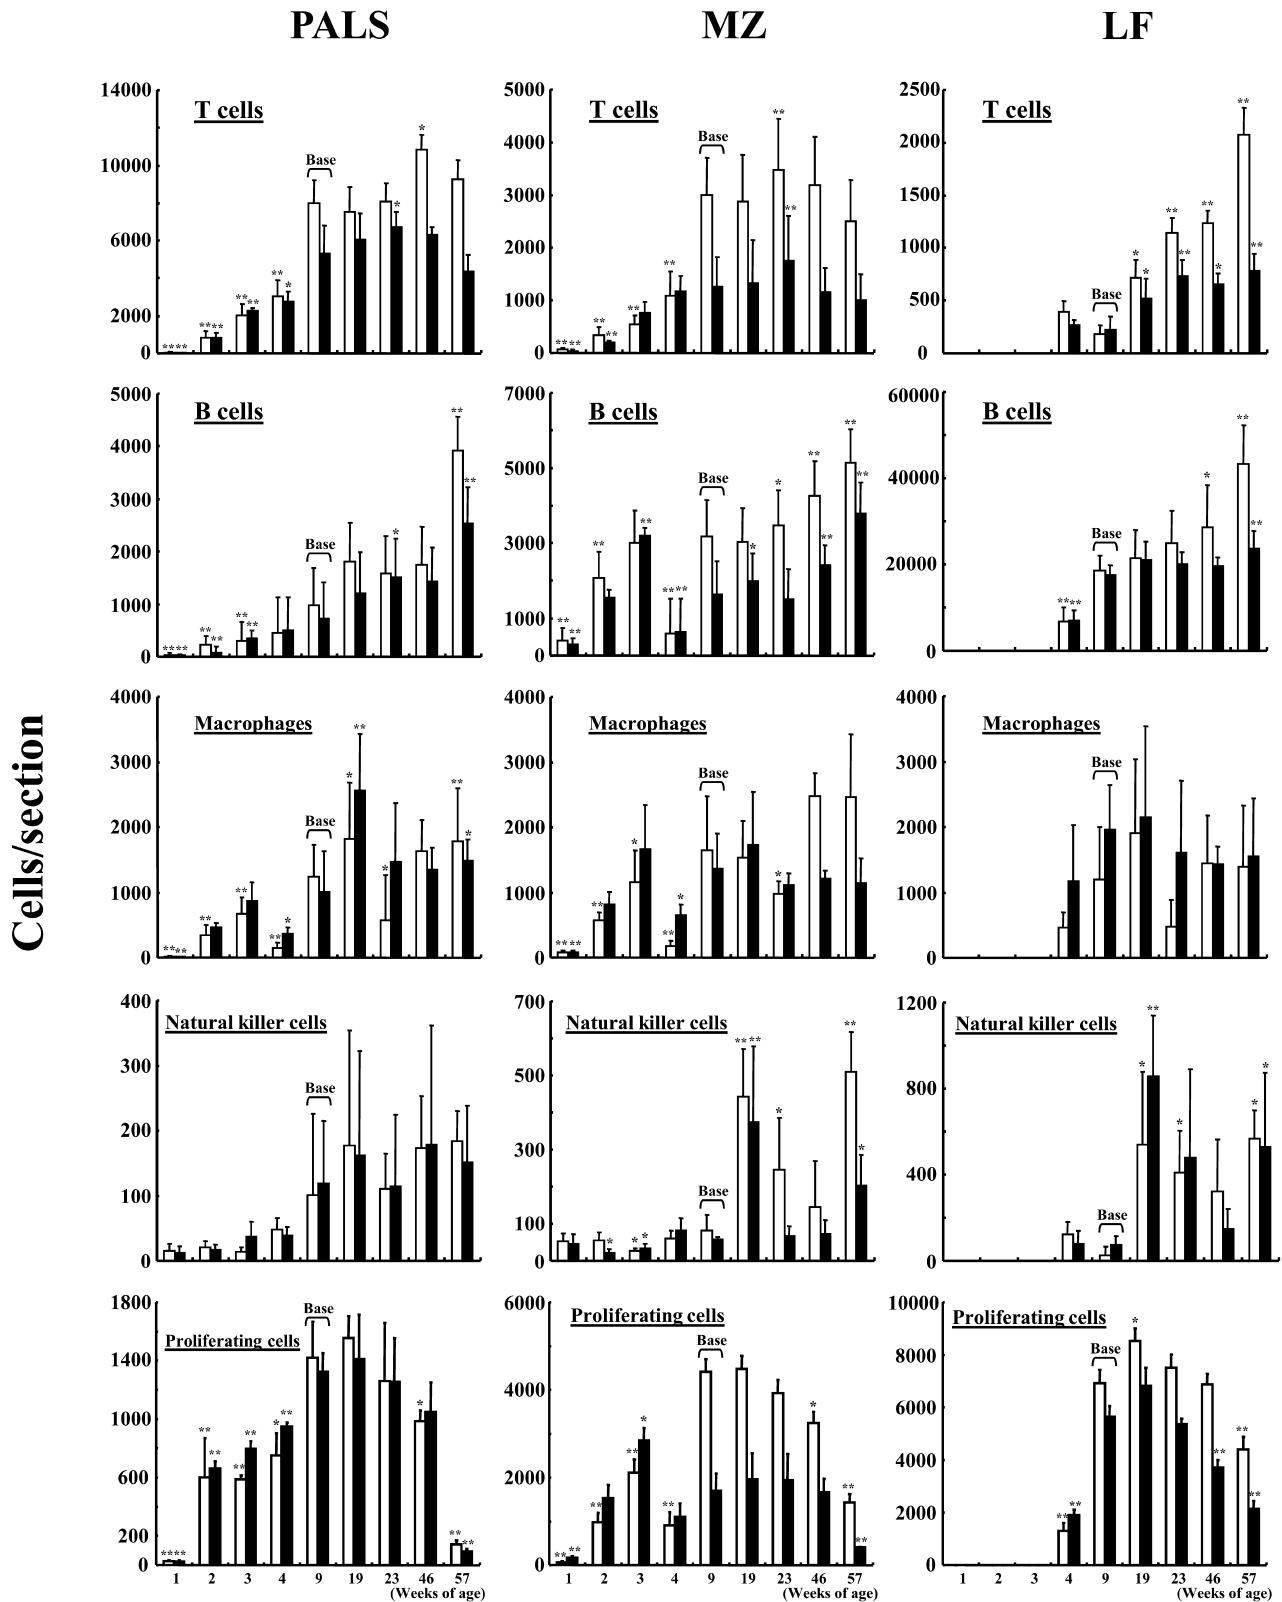 PALS MZ LF
Cells/section
T cells T cells T cells
14000 5000 2500
10000 4000 2000
6000 3000 1500
2000 2000 1000
0 1000 500
0 0
Base Base Base
* ** **
** ** ** ** ** ** * ** *
** ** ** ** ** ** ** ** * * ** * **
B cells B cells B cells
5000 7000 60000
4000 5000 40000
3000 3000 20000
2000 1000 0
1000 0
0
Base Base Base
** ** * ** ** ** ** ** ** ** **
** ** ** ** ** ** ** * * ** ** ** ** ** * ** **
Macrophages Macrophages Macrophages
4000 4000 4000
3000 3000 3000
2000 2000 2000
1000 1000 1000
0 0 0
Base Base Base
** ** ** ** ** * * ** * ** *
** ** ** * ** * *
Natural killer cells Natural killer cells Natural killer cells
400 700 1200
300 500 800
200 300 400
100 100 0
0 0
Base Base Base
* * * ** ** * ** *
* ** * * *
Proliferating cells Proliferating cells Proliferating cells
1800 6000 10000
1400 4000 8000
1000 2000 6000
600 0 4000
200 2000
0 0
Base Base Base
** ** ** ** ** ** * ** * ** **
** ** ** ** * ** * ** **
** ** * ** ** **
1 2 3 4 9 19 23 46 57 1 2 3 4 9 19 23 46 57 1 2 3 4 9 19 23 46 57
(Weeks of age) (Weeks of age) (Weeks of age)